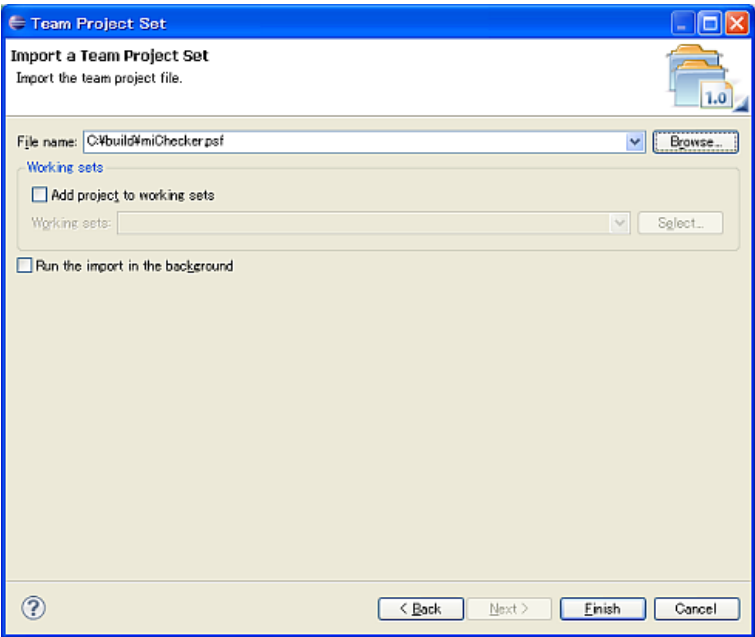 Team Project Set
Import a Team Project Set
Import the team project file.
1.0
File name: C:¥build¥miChecker.psf Browse...
Working sets
Add project to working sets
Working sets: Select...
Run the import in the background
? < Back Next > Finish Cancel